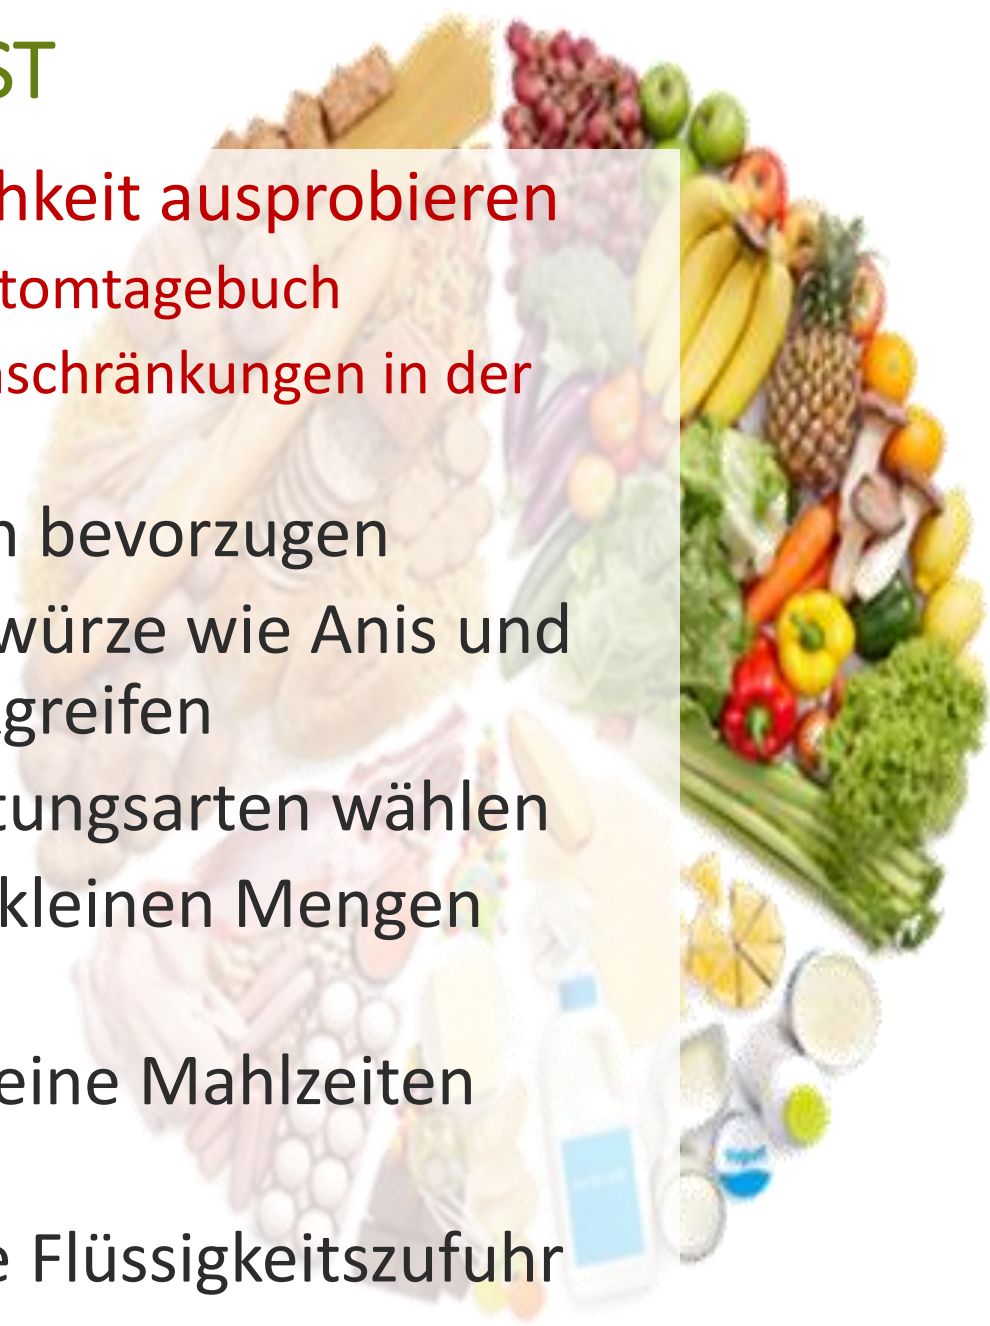 ST
hkeit ausprobieren
tomtagebuch
schränkungen in der
n bevorzugen
würze wie Anis und
greifen
tungsarten wählen
kleinen Mengen
eine Mahlzeiten
e Flüssigkeitszufuhr